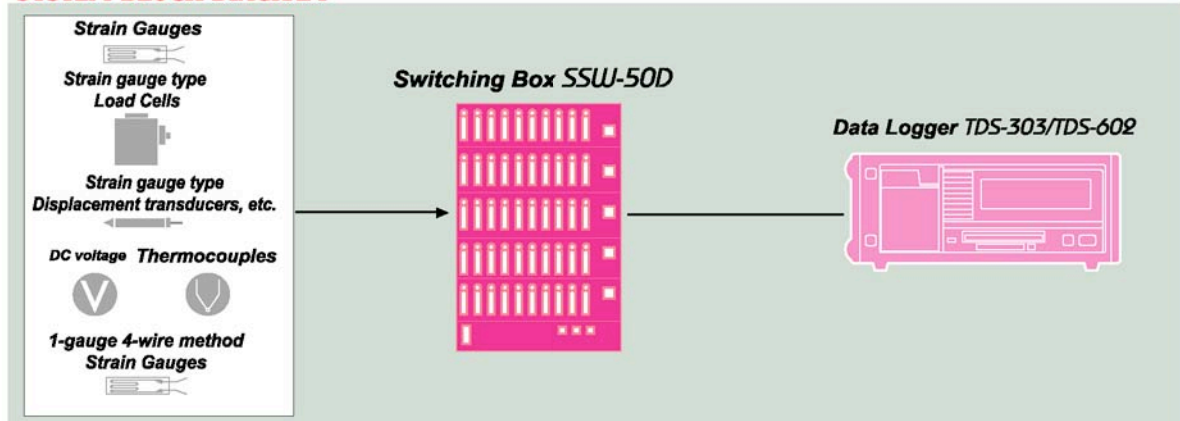 Strain Gauges
Strain gauge type
Load Cells
Strain gauge type
Displacement transducers, etc.
DC voltage Thermocouples
V
1-gauge 4-wire method
Strain Gauges
Switching Box SSW-50D
Data Logger TDS-303/TDS-602